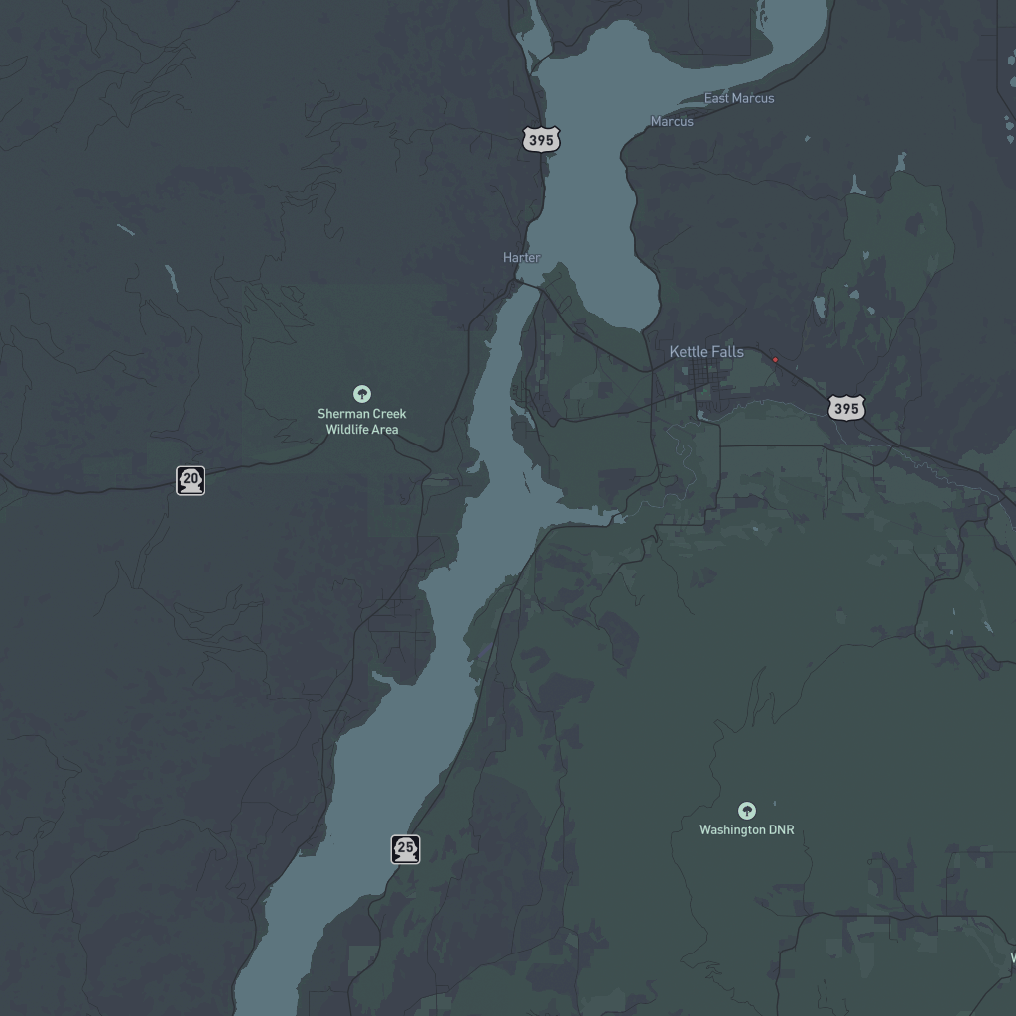 East Marcus
Marcus
395
Harter
Kettle Falls
395
Sherman Creek
Wildlife Area
20
25
Washington DNR
W